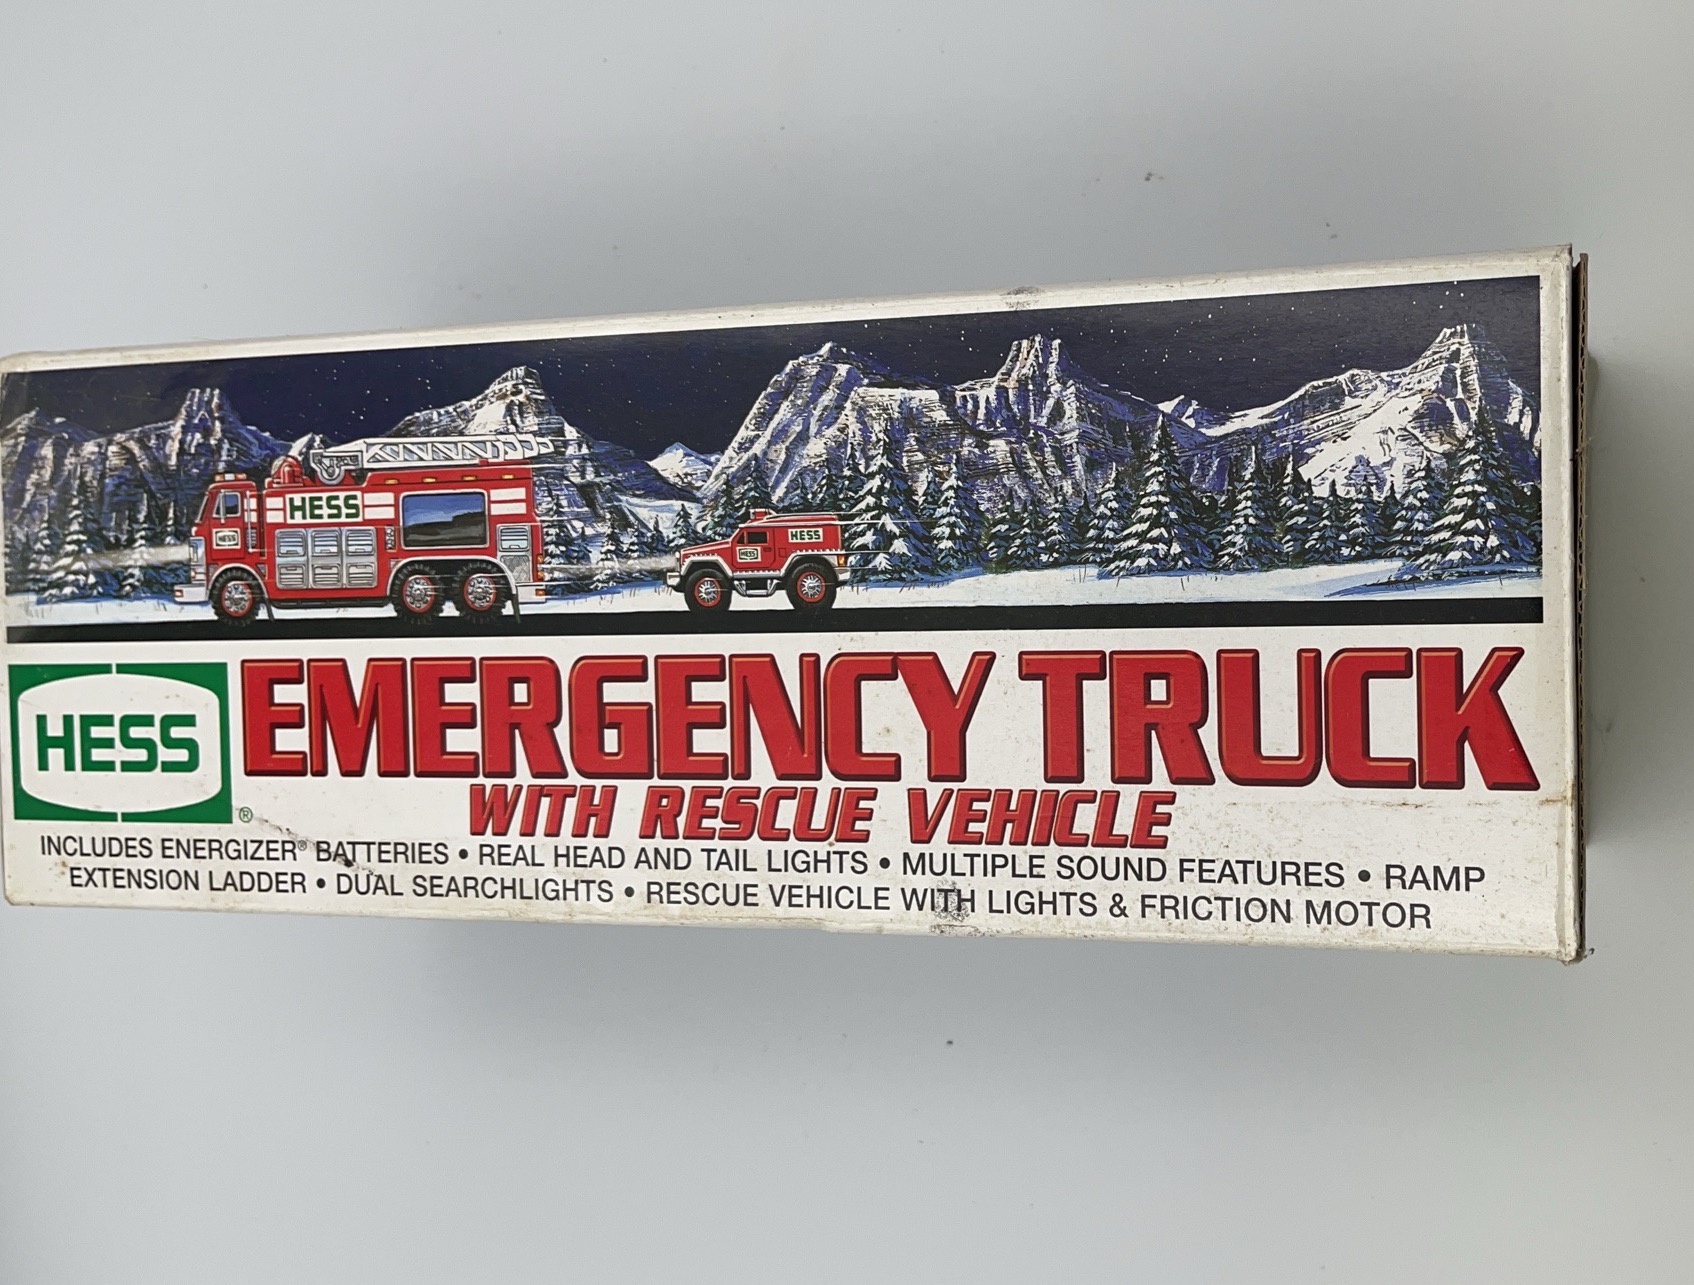 HESS
HESS
HESS
HESS
HESS
EMERGENCY TRUCK
WITH RESCUE VEHICLE
INCLUDES ENERGIZER® BATTERIES • REAL HEAD AND TAIL LIGHTS • MULTIPLE SOUND FEATURES • RAMP
EXTENSION LADDER • DUAL SEARCHLIGHTS • RESCUE VEHICLE WITH LIGHTS & FRICTION MOTOR